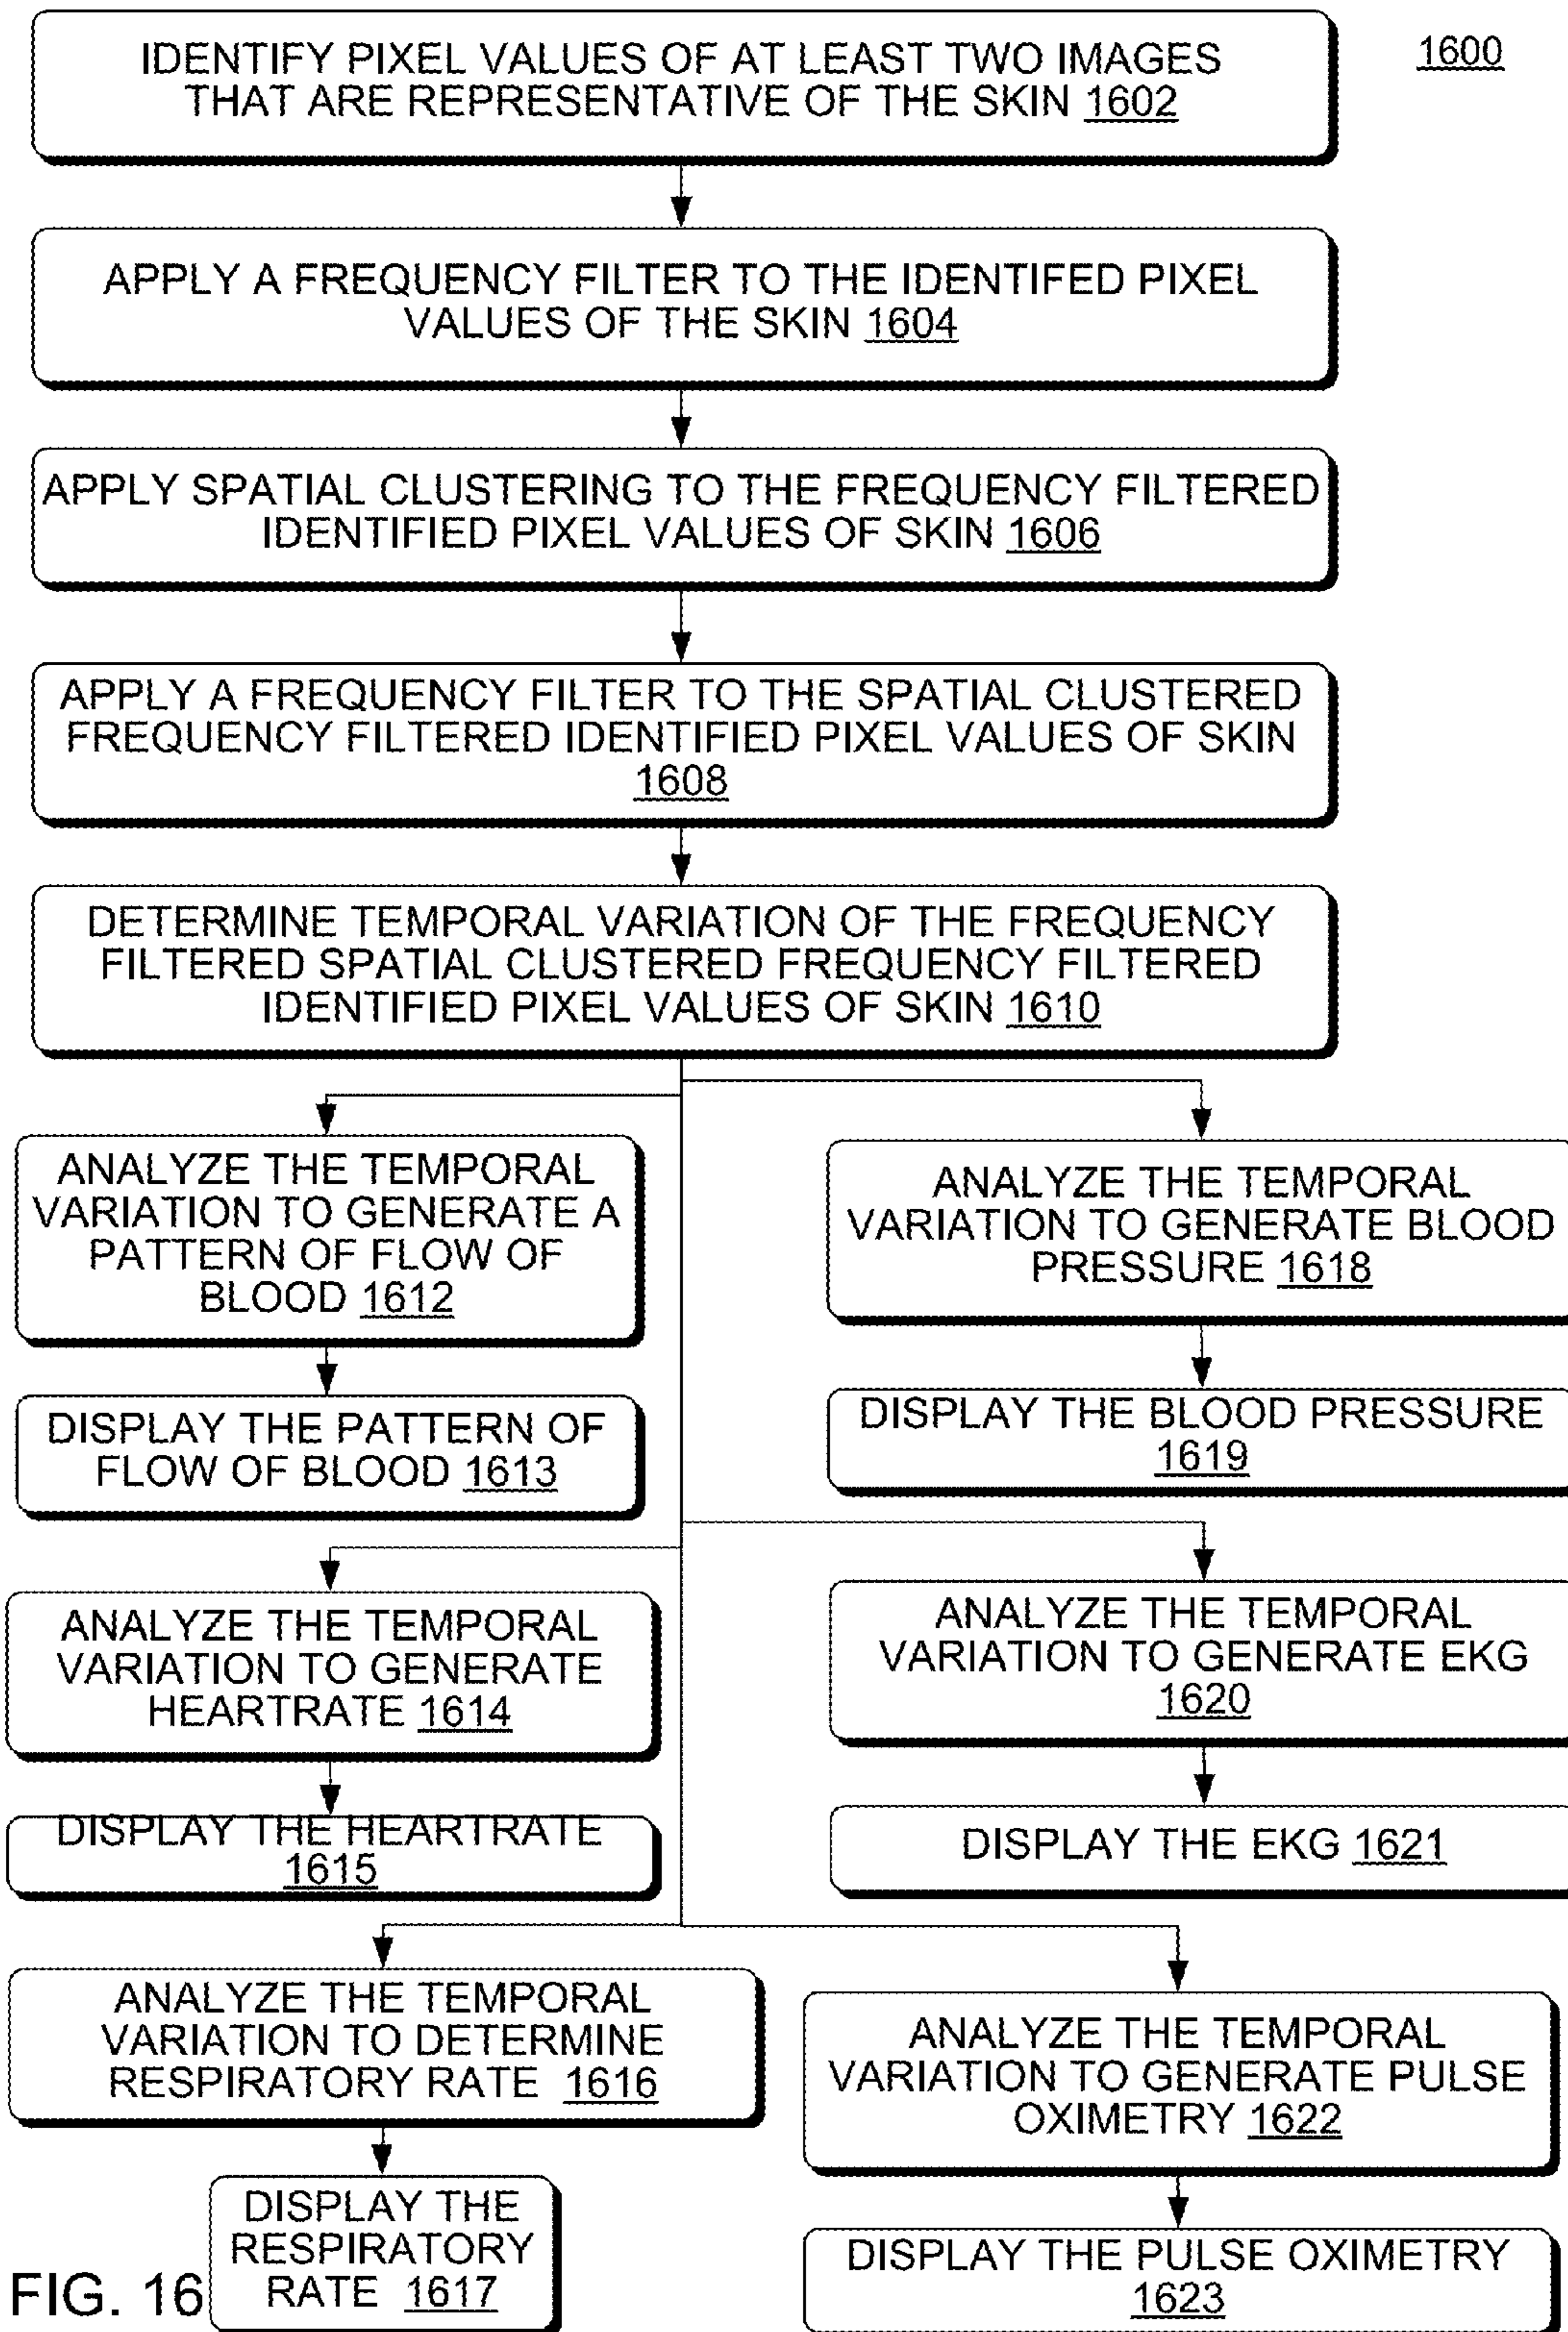 1600
IDENTIFY PIXEL VALUES OF AT LEAST TWO IMAGES
THAT ARE REPRESENTATIVE OF THE SKIN 1602
APPLY A FREQUENCY FILTER TO THE IDENTIFED PIXEL
VALUES OF THE SKIN 1604
APPLY SPATIAL CLUSTERING TO THE FREQUENCY FILTERED
IDENTIFIED PIXEL VALUES OF SKIN 1606
APPLY A FREQUENCY FILTER TO THE SPATIAL CLUSTERED
FREQUENCY FILTERED IDENTIFIED PIXEL VALUES OF SKIN
1608
DETERMINE TEMPORAL VARIATION OF THE FREQUENCY
FILTERED SPATIAL CLUSTERED FREQUENCY FILTERED
IDENTIFIED PIXEL VALUES OF SKIN 1610
ANALYZE THE TEMPORAL
VARIATION TO GENERATE A
PATTERN OF FLOW OF
BLOOD 1612
DISPLAY THE PATTERN OF
FLOW OF BLOOD 1613
ANALYZE THE TEMPORAL
VARIATION TO GENERATE BLOOD
PRESSURE 1618
DISPLAY THE BLOOD PRESSURE
1619
ANALYZE THE TEMPORAL
VARIATION TO GENERATE
HEARTRATE 1614
DISPLAY THE HEARTRATE
1615
ANALYZE THE TEMPORAL
VARIATION TO GENERATE EKG
1620
DISPLAY THE EKG 1621
ANALYZE THE TEMPORAL
VARIATION TO DETERMINE
RESPIRATORY RATE 1616
DISPLAY THE
RESPIRATORY
RATE 1617
ANALYZE THE TEMPORAL
VARIATION TO GENERATE PULSE
OXIMETRY 1622
DISPLAY THE PULSE OXIMETRY
1623
FIG. 16